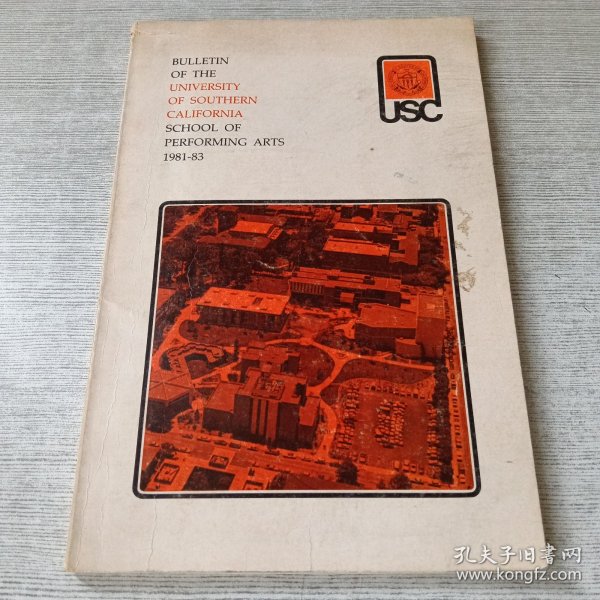 BULLETIN
OF THE
UNIVERSITY
OF SOUTHERN
CALIFORNIA
SCHOOL OF
PERFORMING ARTS
1981-83
USC
孔夫子旧书网
www.kongfz.com